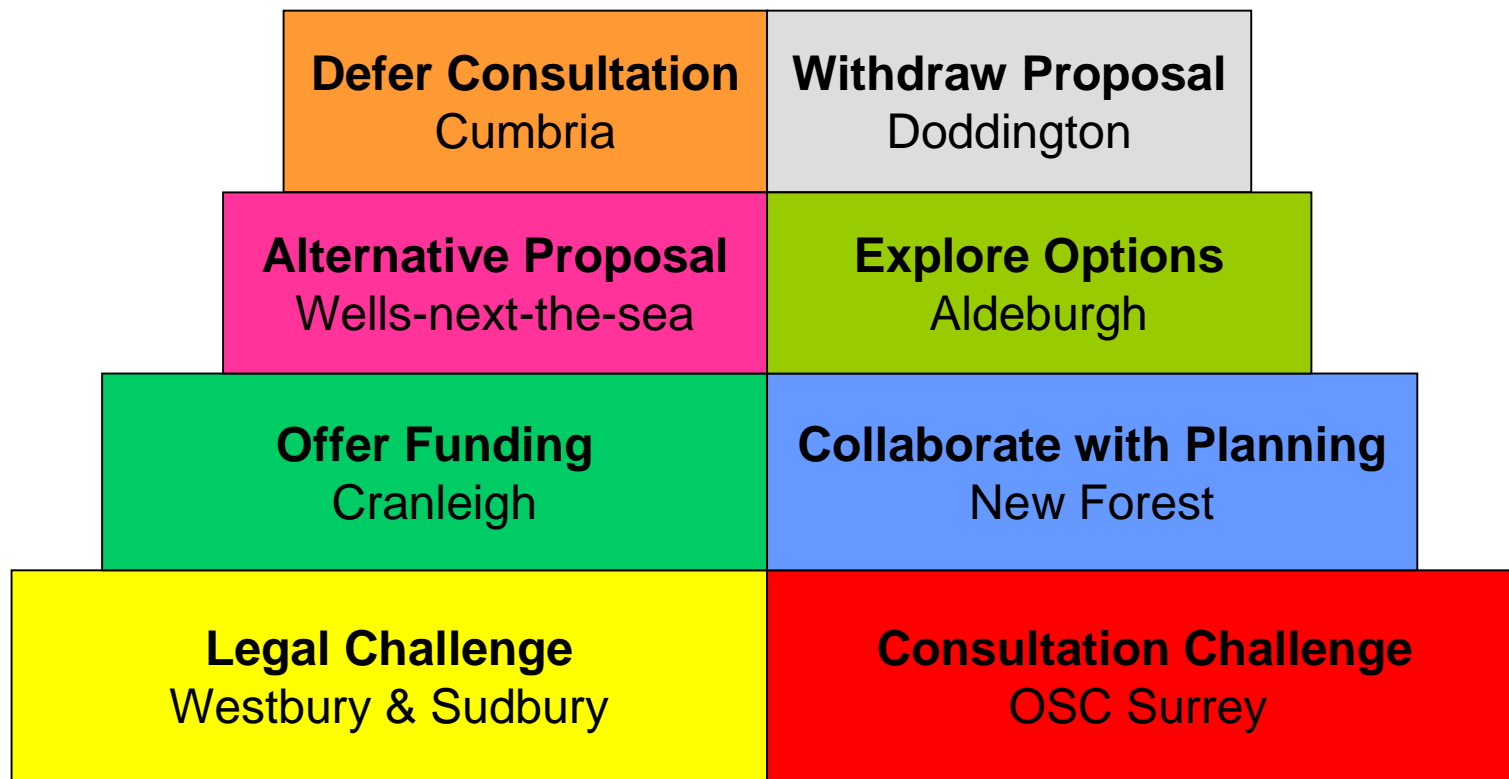 Defer Consultation
Cumbria
Withdraw Proposal
Doddington
Alternative Proposal
Wells-next-the-sea
Explore Options
Aldeburgh
Offer Funding
Cranleigh
Collaborate with Planning
New Forest
Legal Challenge
Westbury & Sudbury
Consultation Challenge
OSC Surrey